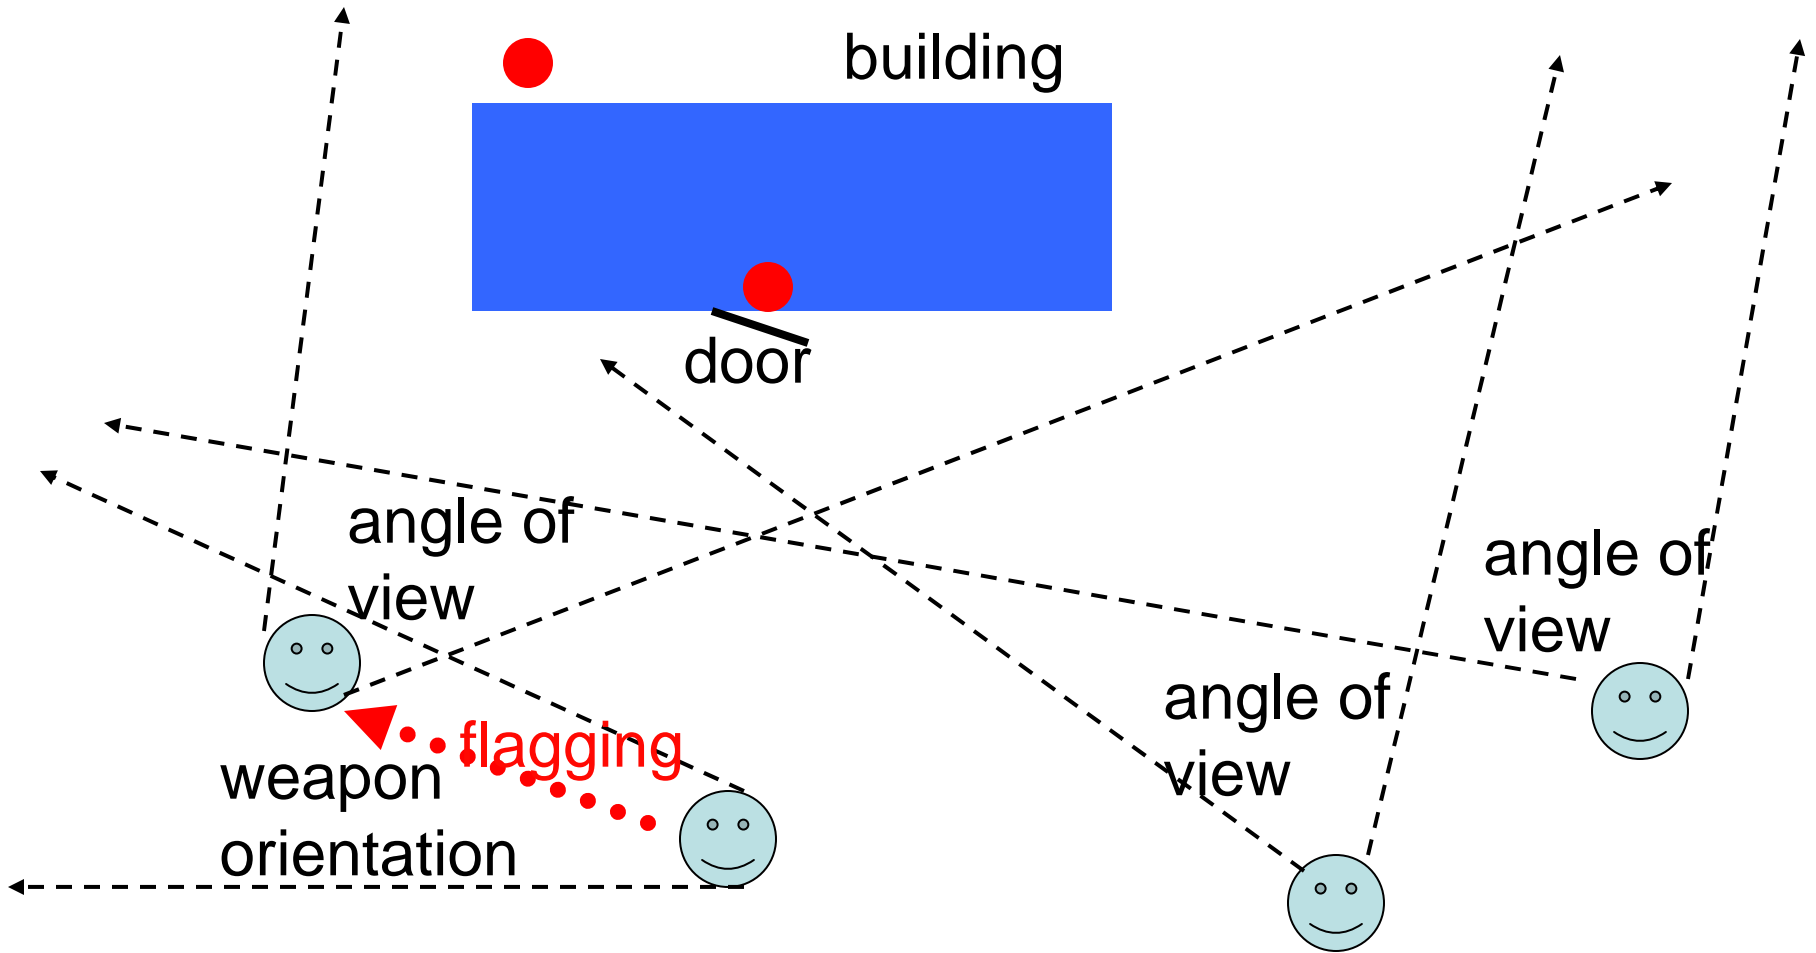 building
door
angle of
view
angle of
view
angle of
view
flagging
weapon
orientation